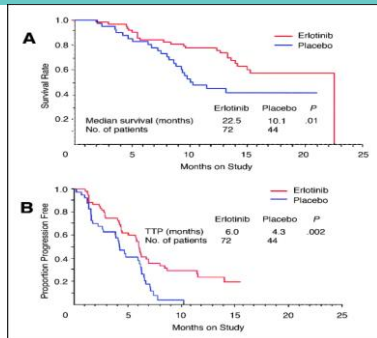 A
Survival Rate
1.0
0.8
0.6
0.4
0.2
Erlotinib
Placebo
Erlotinib Placebo P
Median survival (months) 22.5 10.1 .01
No. of patients 72 44
0 5 10 15 20 25
Months on Study
B
Proportion Progression Free
1.0
0.8
0.6
0.4
0.2
Erlotinib
Placebo
Erlotinib Placebo P
TTP (months) 6.0 4.3 .002
No. of patients 72 44
0 5 10 15 20
Months on Study